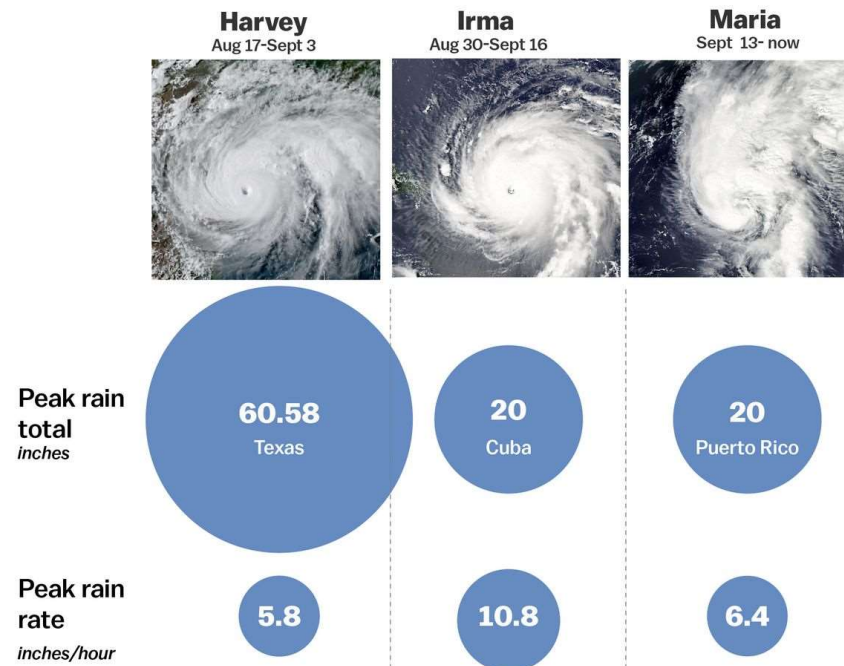 Harvey
Aug 17-Sept 3
Irma
Aug 30-Sept 16
Maria
Sept 13- now
Peak rain
total
inches
60.58
Texas
20
Cuba
20
Puerto Rico
Peak rain
rate
inches/hour
5.8
10.8
6.4